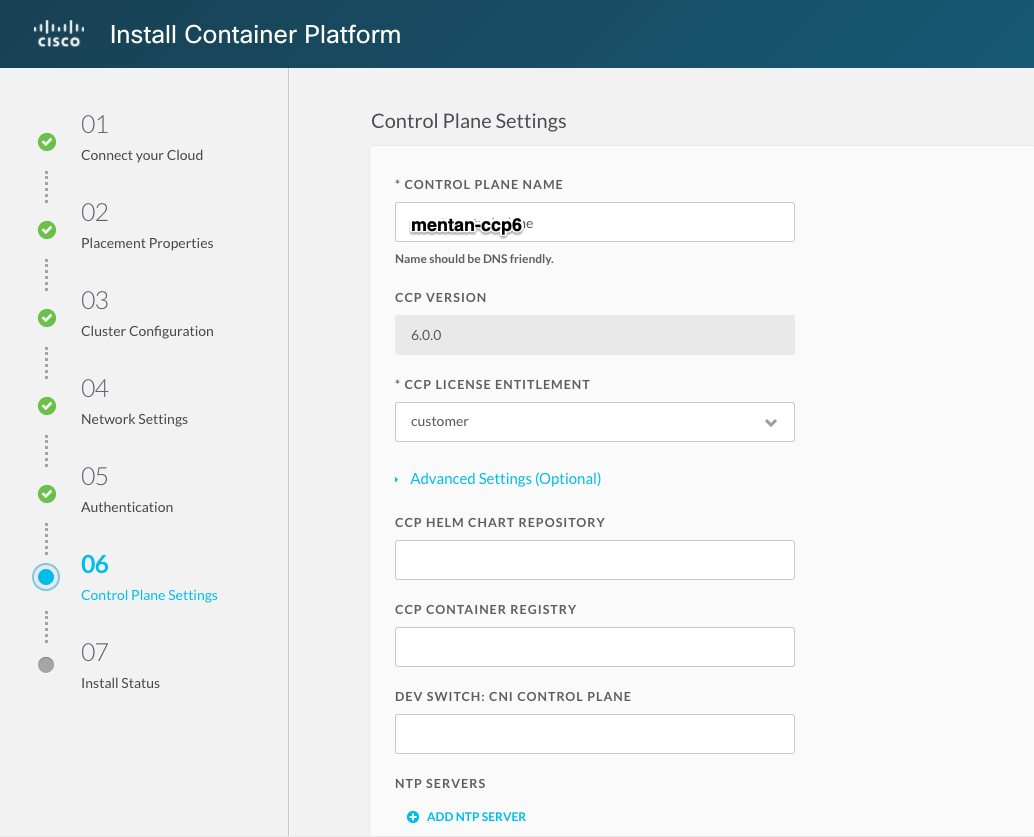 CISCO
Install Container Platform
01
Connect your Cloud
02
Placement Properties
03
Cluster Configuration
04
Network Settings
05
Authentication
06
Control Plane Settings
07
Install Status
Control Plane Settings
* CONTROL PLANE NAME
mentan-ccp6
Name should be DNS friendly.
CCP VERSION
6.0.0
* CCP LICENSE ENTITLEMENT
customer
Advanced Settings (Optional)
CCP HELM CHART REPOSITORY
CCP CONTAINER REGISTRY
DEV SWITCH: CNI CONTROL PLANE
NTP SERVERS
ADD NTP SERVER